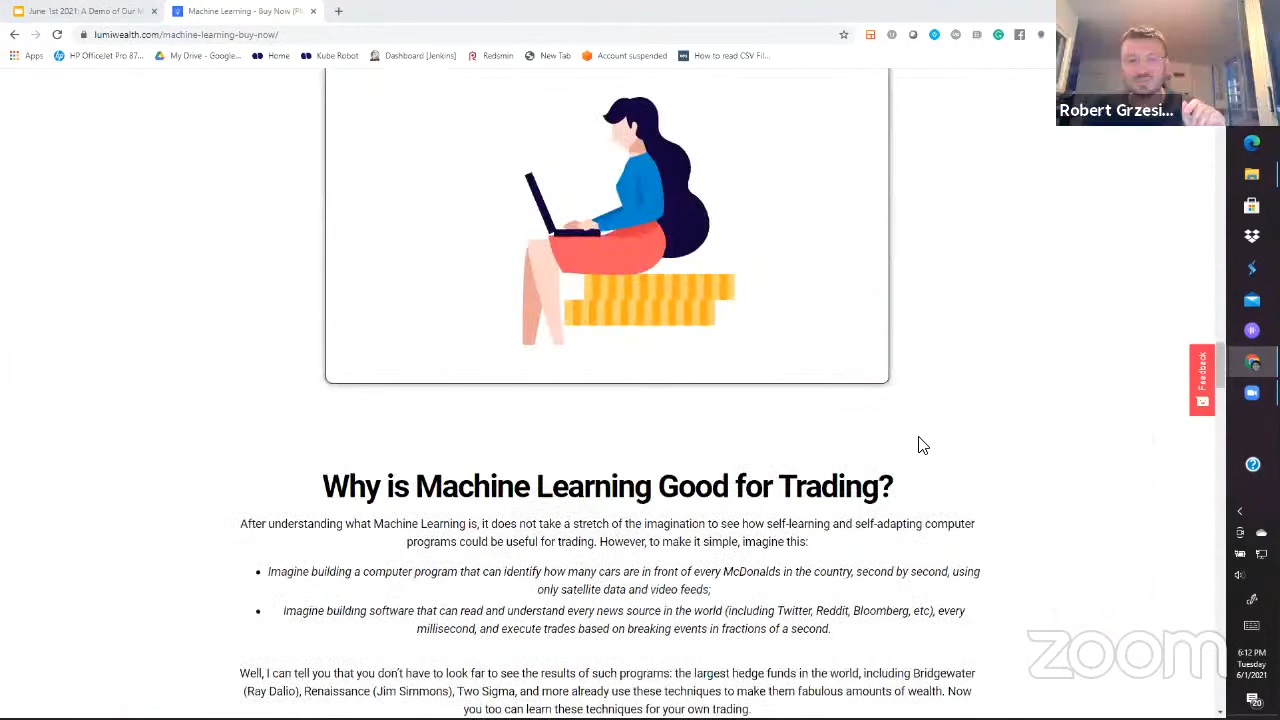 June 1st 2021: A Demo of Our M
Machine Learning - Buy Now (Pl
lumiwealth.com/machine-learning-buy-now/
Apps
HP OfficeJet Pro 87...
My Drive - Google...
Home
Kube Robot
Dashboard [Jenkins]
Redsmin
New Tab
Account suspended
How to read CSV Fil...
Robert Grzesi...
Feedback
Why is Machine Learning Good for Trading?
After understanding what Machine Learning is, it does not take a stretch of the imagination to see how self-learning and self-adapting computer
programs could be useful for trading. However, to make it simple, imagine this:
• Imagine building a computer program that can identify how many cars are in front of every McDonalds in the country, second by second, using
only satellite data and video feeds;
• Imagine building software that can read and understand every news source in the world (including Twitter, Reddit, Bloomberg, etc), every
millisecond, and execute trades based on breaking events in fractions of a second.
Well, I can tell you that you don't have to look far to see the results of such programs: the largest hedge funds in the world, including Bridgewater
(Ray Dalio), Renaissance (Jim Simmons), Two Sigma, and more already use these techniques to make them fabulous amounts of wealth. Now
you too can learn these techniques for your own trading.
zoom
6:12 PM
Tuesday
6/1/2021
20